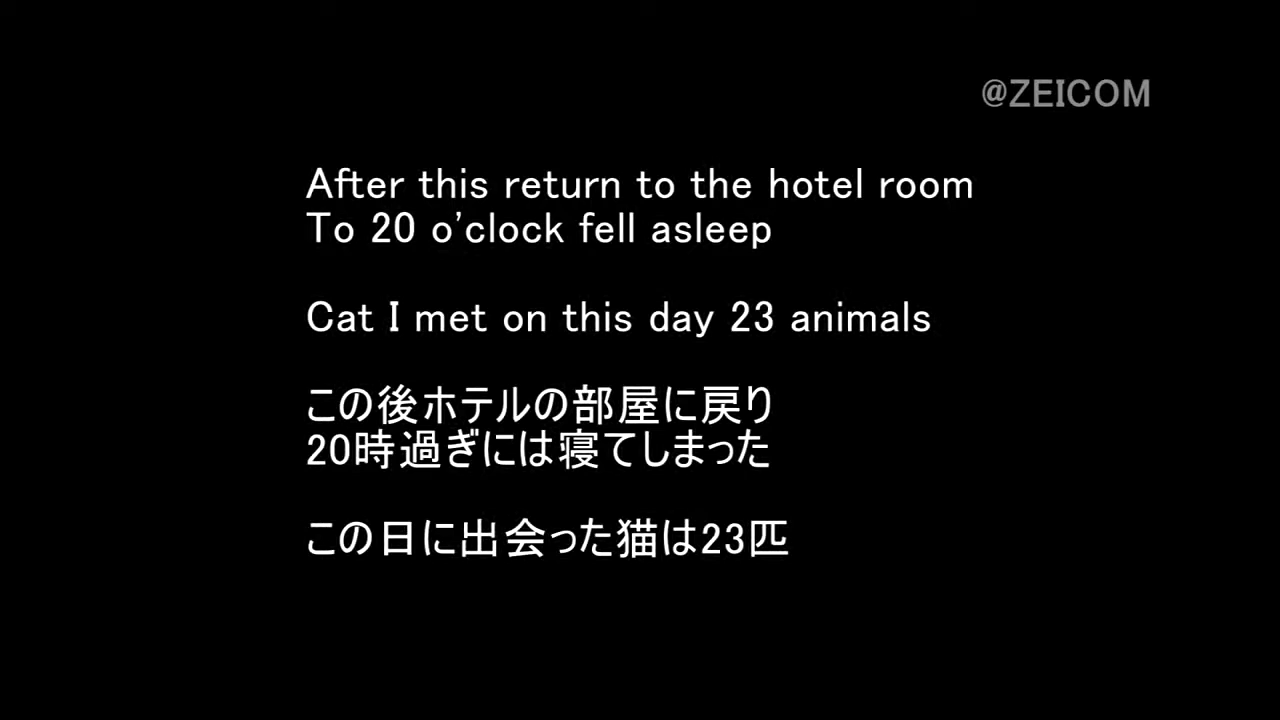 @ZEICOM
After this return to the hotel room
To 20 o'clock fell asleep
Cat I met on this day 23 animals
この後ホテルの部屋に戻り
20時過ぎには寝てしまった
この日に出会った猫は23匹